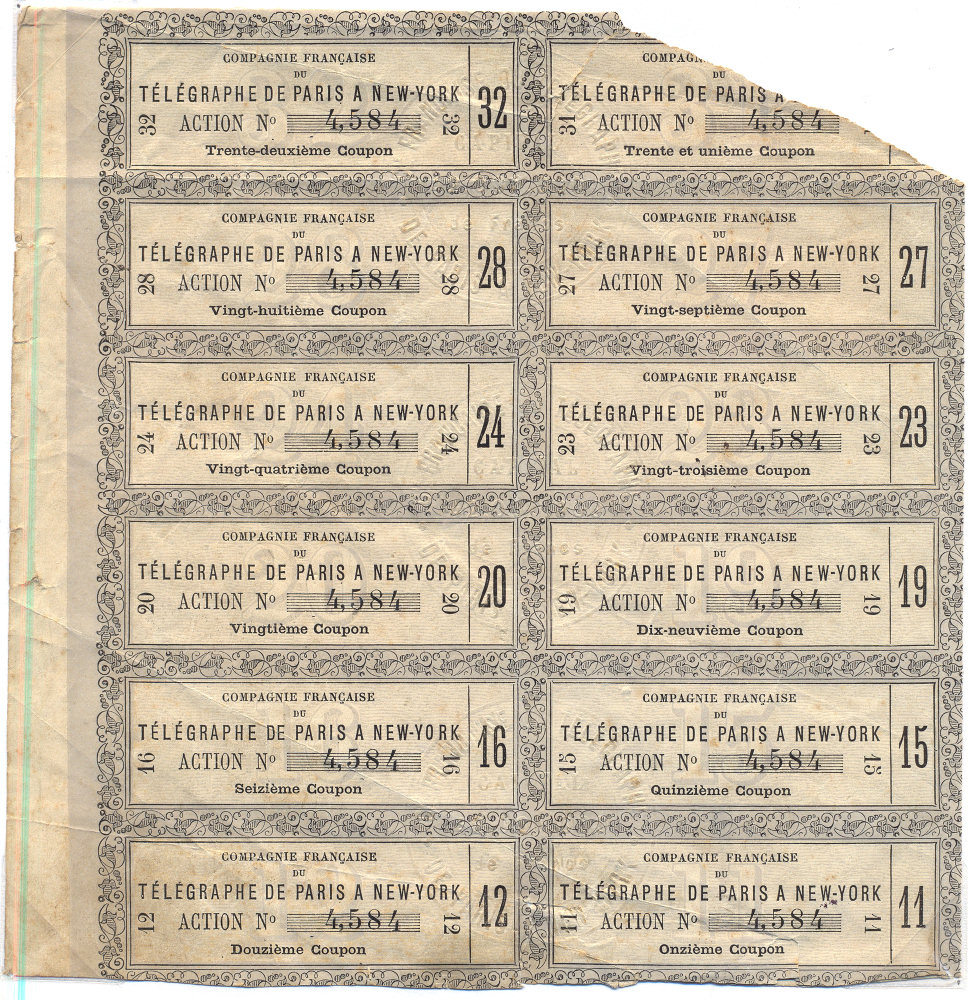 COMPAGNIE FRANÇAISE
DU
TÉLÉGRAPHE DE PARIS A NEW-YORK
32 ACTION Nº 4,584 32 32
Trente-deuxième Coupon
DU
TÉLÉGRAPHE DE PARIS A
31 ACTION Nº 4,584
Trente et unième Coupon
COMPAGNIE FRANÇAISE
DU
TÉLÉGRAPHE DE PARIS A NEW-YORK
28 ACTION Nº 4,584 28 28
Vingt-huitième Coupon
COMPAGNIE FRANÇAISE
DU
TÉLÉGRAPHE DE PARIS A NEW-YORK
27 ACTION Nº 4,584 27 27
Vingt-septième Coupon
COMPAGNIE FRANÇAISE
DU
TÉLÉGRAPHE DE PARIS A NEW-YORK
24 ACTION Nº 4,584 24 24
Vingt-quatrième Coupon
COMPAGNIE FRANÇAISE
DU
TÉLÉGRAPHE DE PARIS A NEW-YORK
23 ACTION Nº 4,584 23 23
Vingt-troisième Coupon
COMPAGNIE FRANÇAISE
DU
TÉLÉGRAPHE DE PARIS A NEW-YORK
20 ACTION Nº 4,584 20 20
Vingtième Coupon
COMPAGNIE FRANÇAISE
DU
TÉLÉGRAPHE DE PARIS A NEW-YORK
19 ACTION Nº 4,584 19 19
Dix-neuvième Coupon
COMPAGNIE FRANÇAISE
DU
TÉLÉGRAPHE DE PARIS A NEW-YORK
16 ACTION Nº 4,584 16 16
Seizième Coupon
COMPAGNIE FRANÇAISE
DU
TÉLÉGRAPHE DE PARIS A NEW-YORK
15 ACTION Nº 4,584 15 15
Quinzième Coupon
COMPAGNIE FRANÇAISE
DU
TÉLÉGRAPHE DE PARIS A NEW-YORK
12 ACTION Nº 4,584 12 12
Douzième Coupon
COMPAGNIE FRANÇAISE
DU
TÉLÉGRAPHE DE PARIS A NEW-YORK
11 ACTION Nº 4,584 11 11
Onzième Coupon